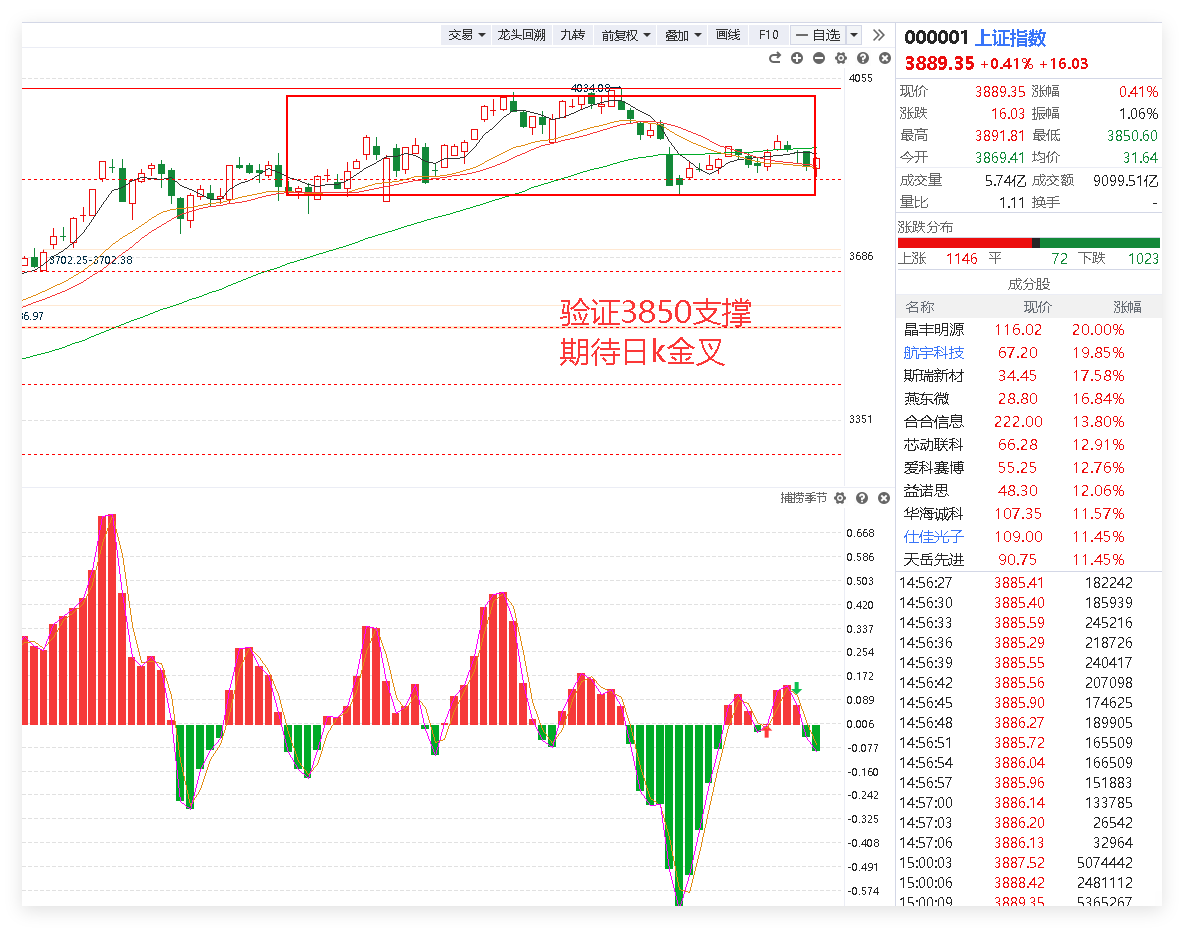 交易 龙头回溯 九转 前复权 叠加 画线 F10 自选
4055
4034.08
3702.25-3702.38
3686
36.97
验证3850支撑
期待日k金叉
3351
捕捞季节
0.668
0.586
0.503
0.420
0.337
0.254
0.172
0.089
0.006
-0.077
-0.160
-0.242
-0.325
-0.408
-0.491
-0.574
000001 上证指数
3889.35 +0.41% +16.03
现价 3889.35 涨幅 0.41%
涨跌 16.03 振幅 1.06%
最高 3891.81 最低 3850.60
今开 3869.41 均价 31.64
成交量 5.74亿 成交额 9099.51亿
量比 1.11 换手 -
涨跌分布
上涨 1146 平 72 下跌 1023
成分股
名称 现价 涨幅
晶丰明源 116.02 20.00%
航宇科技 67.20 19.85%
斯瑞新材 34.45 17.58%
燕东微 28.80 16.84%
合合信息 222.00 13.80%
芯动联科 66.28 12.91%
爱科赛博 55.25 12.76%
益诺思 48.30 12.06%
华海诚科 107.35 11.57%
仕佳光子 109.00 11.45%
天岳先进 90.75 11.45%
14:56:27 3885.41 182242
14:56:30 3885.40 185939
14:56:33 3885.59 245216
14:56:36 3885.29 218726
14:56:39 3885.55 240417
14:56:42 3885.56 207098
14:56:45 3885.90 174625
14:56:48 3886.27 189905
14:56:51 3885.72 165509
14:56:54 3886.04 166509
14:56:57 3885.96 151883
14:57:00 3886.14 133785
14:57:03 3886.20 26542
14:57:06 3886.13 32964
15:00:03 3887.52 5074442
15:00:06 3888.42 2481112
15:00:09 3889.35 5365267